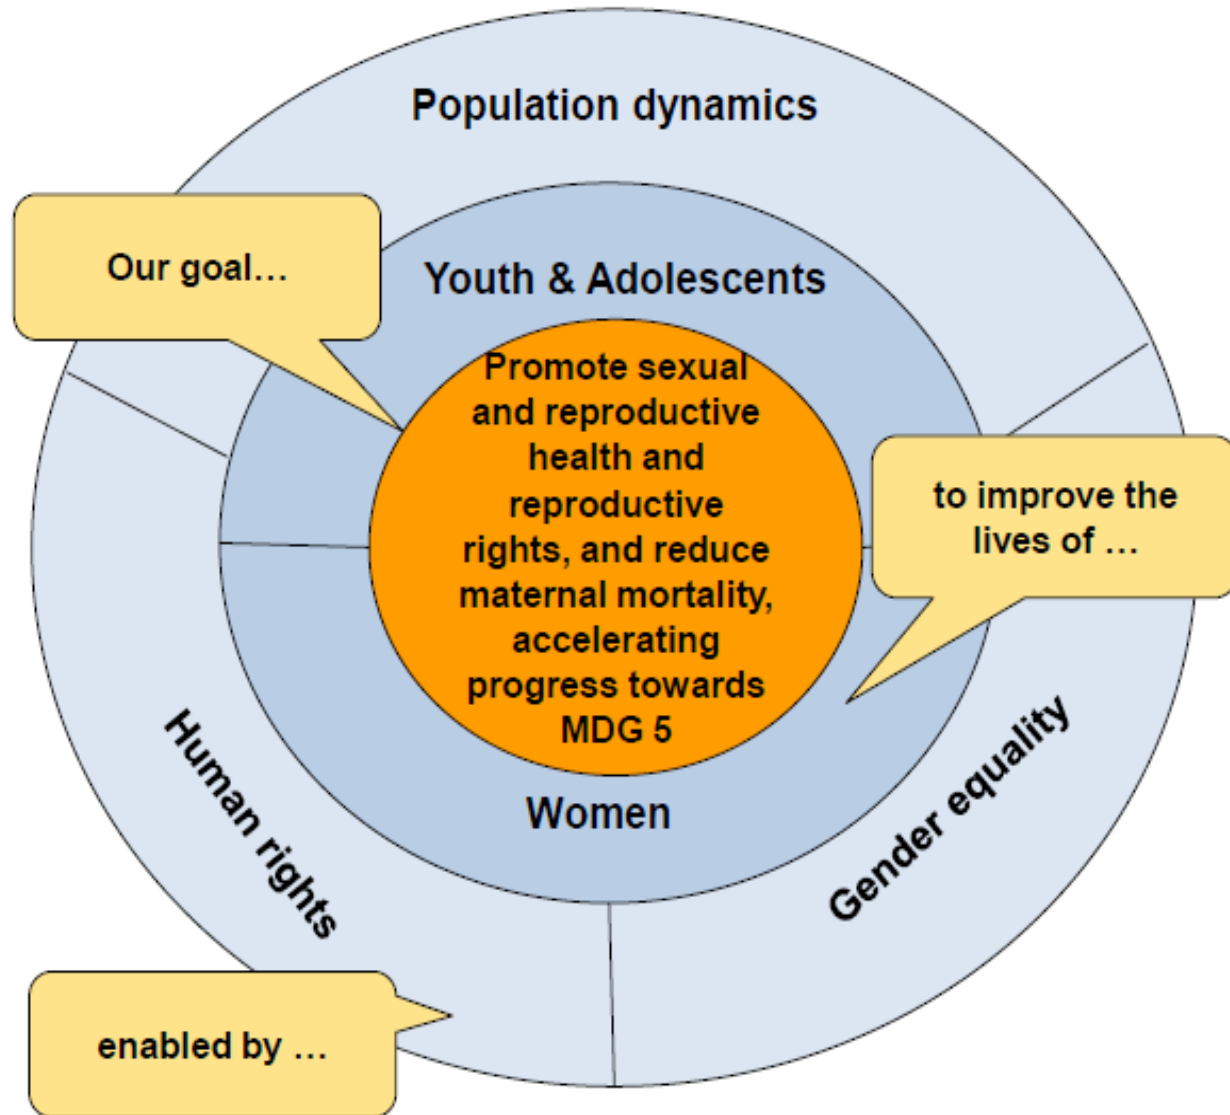 Population dynamics
Our goal…
Youth & Adolescents
Promote sexual
and reproductive
health and
reproductive
rights, and reduce
maternal mortality,
accelerating
progress towards
MDG 5
to improve the
lives of …
Women
Human rights
Gender equality
enabled by …